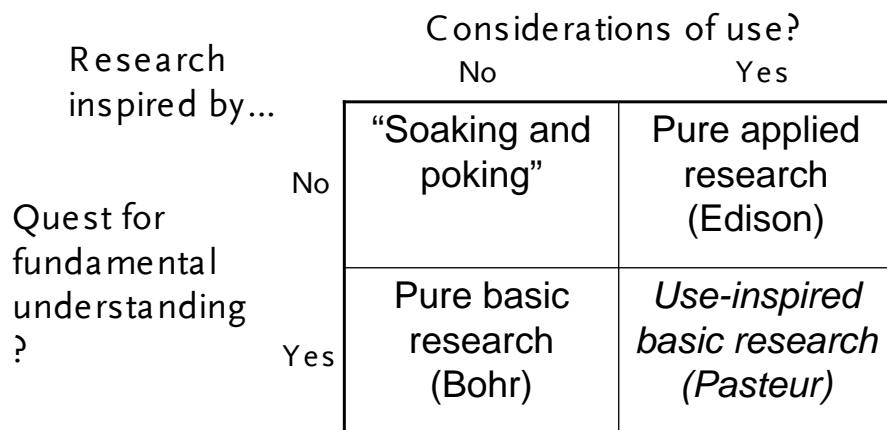 Considerations of use?
Research
inspired by...
No Yes
No
"Soaking and
poking"
Pure applied
research
(Edison)
Quest for
fundamental
understanding
?
Yes
Pure basic
research
(Bohr)
Use-inspired
basic research
(Pasteur)